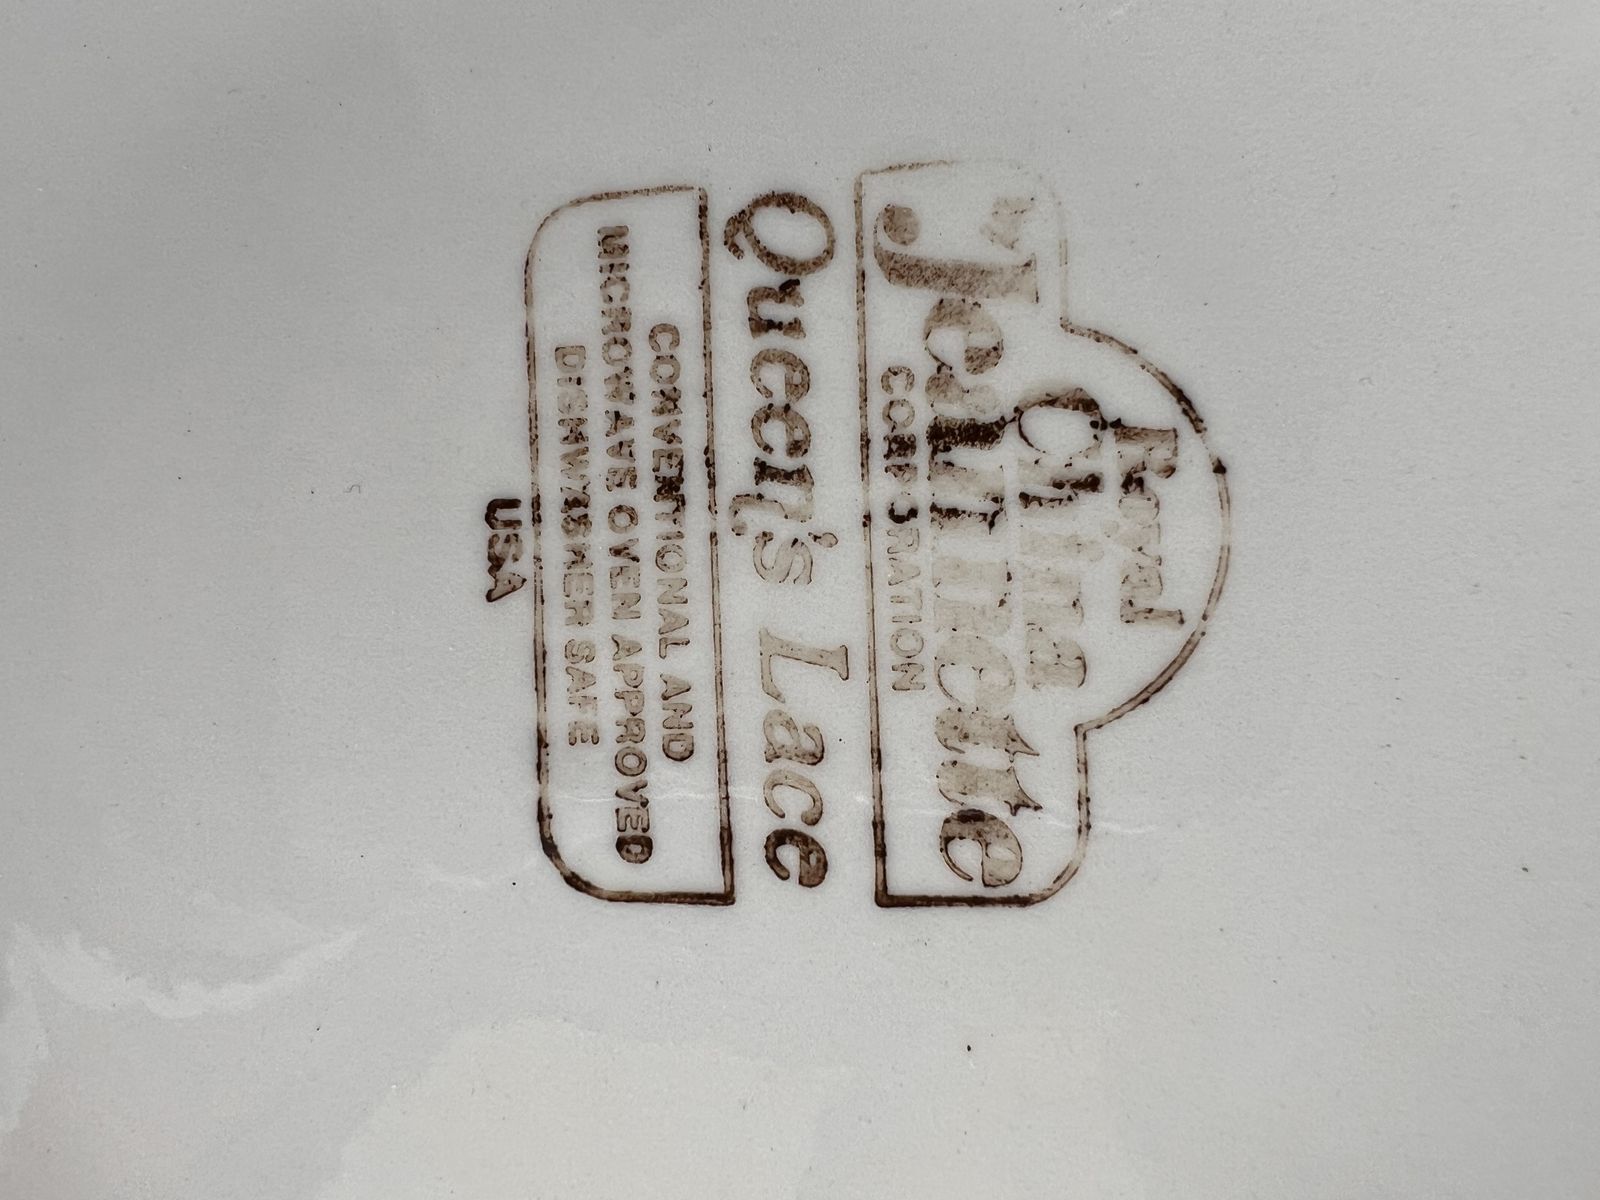 Royal
China
Jeannette
CORPORATION
Queen's Lace
CONVENTIONAL AND
MICROWAVE OVEN APPROVED
DISHWASHER SAFE
USA